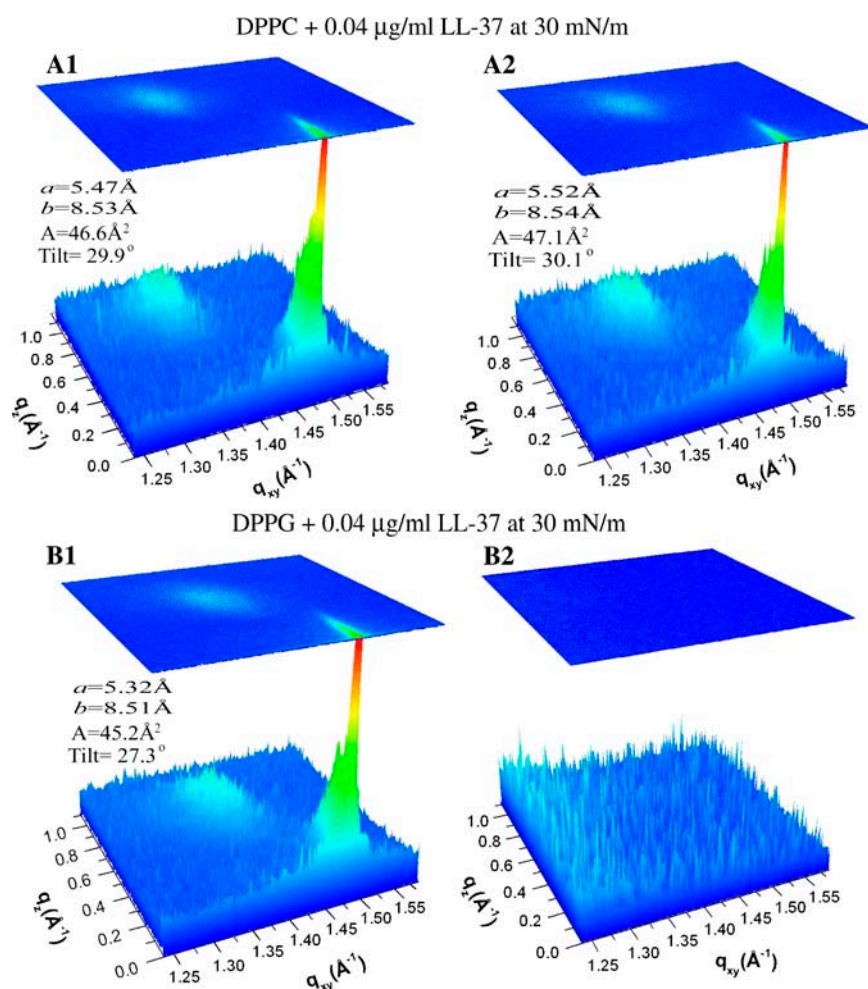 DPPC + 0.04 μg/ml LL-37 at 30 mN/m
A1
a=5.47Å
b=8.53Å
A=46.6Å²
Tilt= 29.9°
1.0
0.8
0.6
0.4
0.2
0.0
qz(Å⁻¹)
1.25
1.30
1.35
1.40
1.45
1.50
1.55
qxy(Å⁻¹)
A2
a=5.52Å
b=8.54Å
A=47.1Å²
Tilt= 30.1°
1.0
0.8
0.6
0.4
0.2
0.0
qz(Å⁻¹)
1.25
1.30
1.35
1.40
1.45
1.50
1.55
qxy(Å⁻¹)
DPPG + 0.04 μg/ml LL-37 at 30 mN/m
B1
a=5.32Å
b=8.51Å
A=45.2Å²
Tilt= 27.3°
1.0
0.8
0.6
0.4
0.2
0.0
qz(Å⁻¹)
1.25
1.30
1.35
1.40
1.45
1.50
1.55
qxy(Å⁻¹)
B2
1.0
0.8
0.6
0.4
0.2
0.0
qz(Å⁻¹)
1.25
1.30
1.35
1.40
1.45
1.50
1.55
qxy(Å⁻¹)